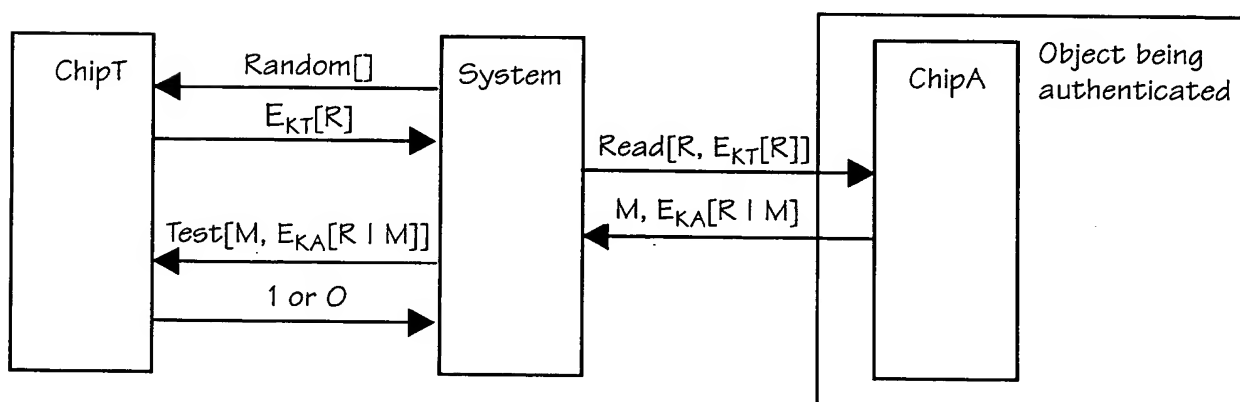 ChipT
Random[]
E_KT[R]
Test[M, E_KA[R | M]]
1 or 0
System
Read[R, E_KT[R]]
M, E_KA[R | M]
ChipA
Object being
authenticated